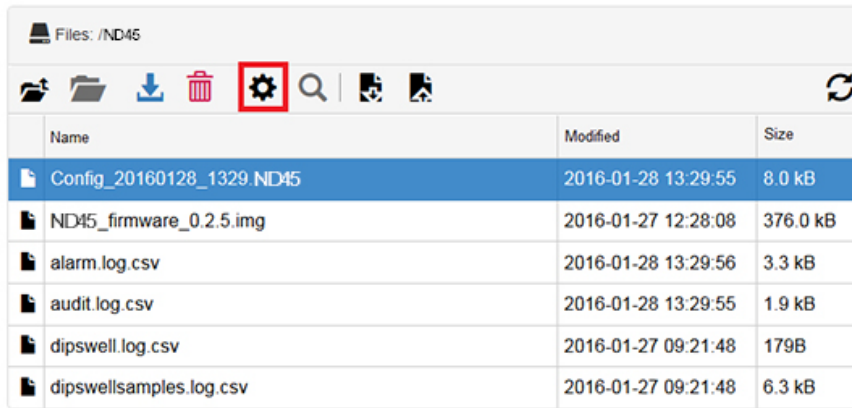 Files: /ND45
Name Modified Size
Config_20160128_1329.ND45 2016-01-28 13:29:55 8.0 kB
ND45_firmware_0.2.5.img 2016-01-27 12:28:08 376.0 kB
alarm.log.csv 2016-01-28 13:29:56 3.3 kB
audit.log.csv 2016-01-28 13:29:55 1.9 kB
dipswell.log.csv 2016-01-27 09:21:48 179B
dipswellsamples.log.csv 2016-01-27 09:21:48 6.3 kB